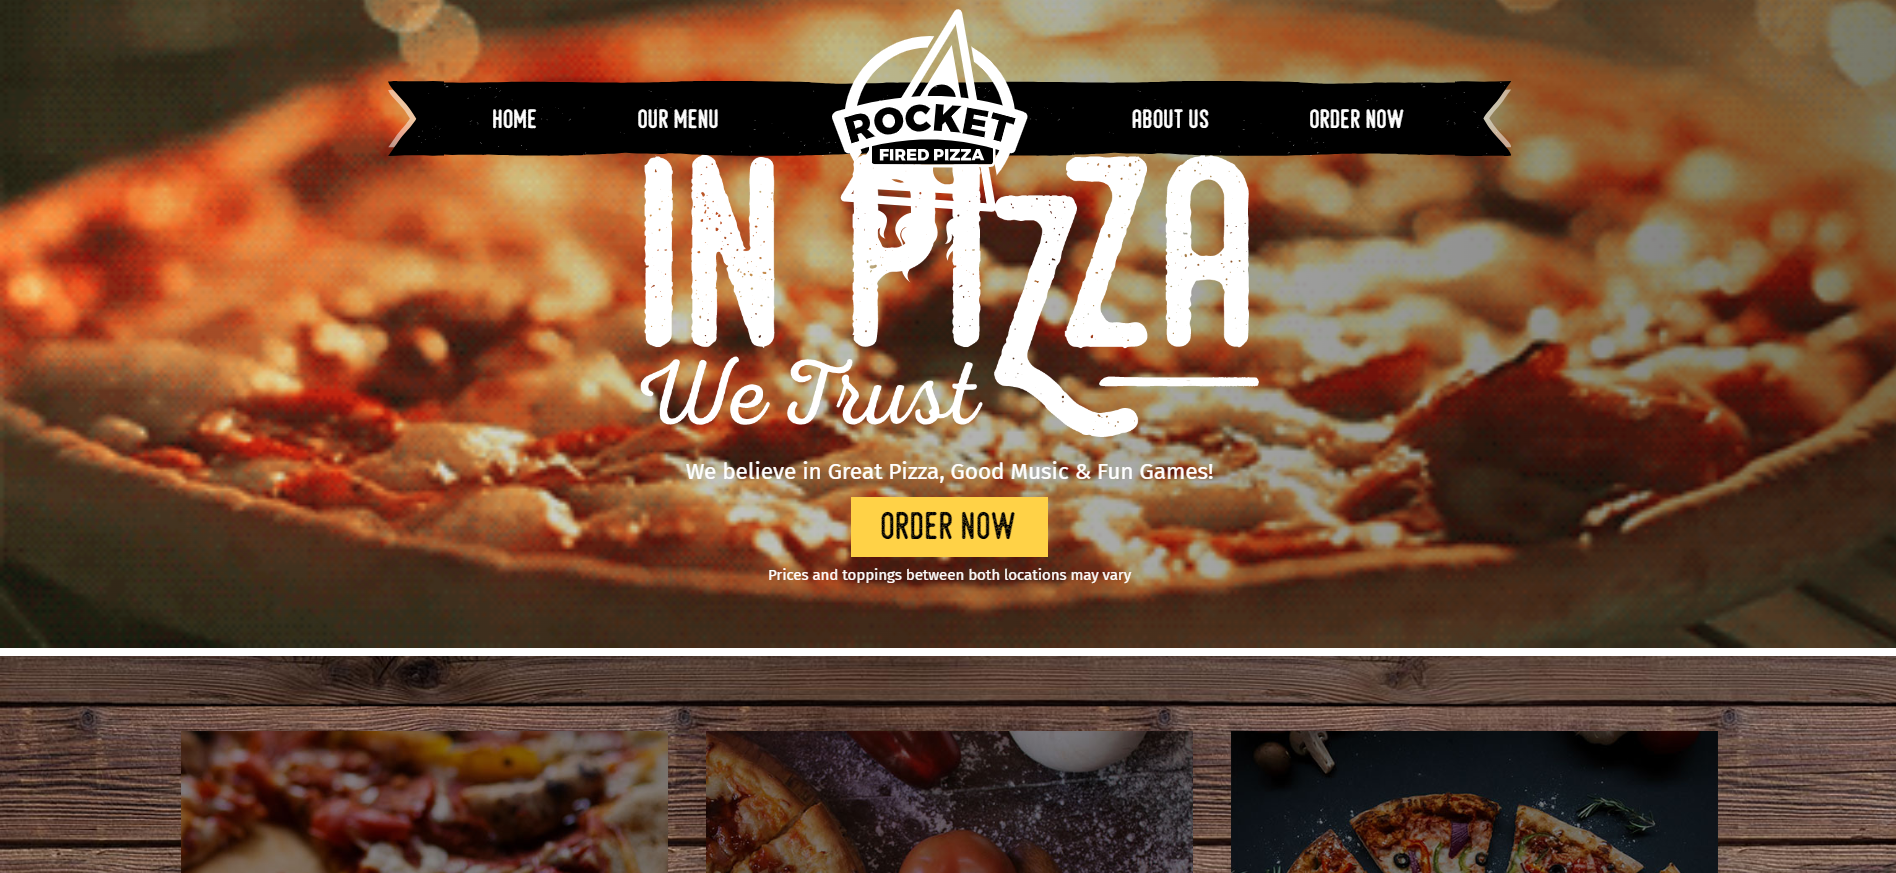 HOME
OUR MENU
ROCKET
FIRED PIZZA
ABOUT US
ORDER NOW
IN PIZZA
We Trust
We believe in Great Pizza, Good Music & Fun Games!
ORDER NOW
Prices and toppings between both locations may vary